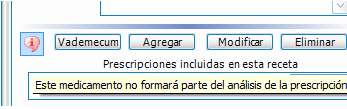 Vademecum Agregar Modificar Eliminar
Prescripciones incluidas en esta receta
Este medicamento no formará parte del análisis de la prescripción